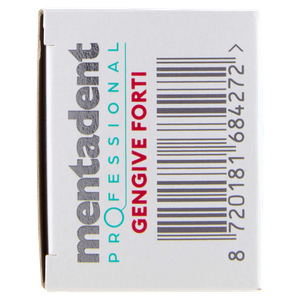 mentadent
PROFESSIONAL
GENGIVE FORTI
8 720181 684272 >